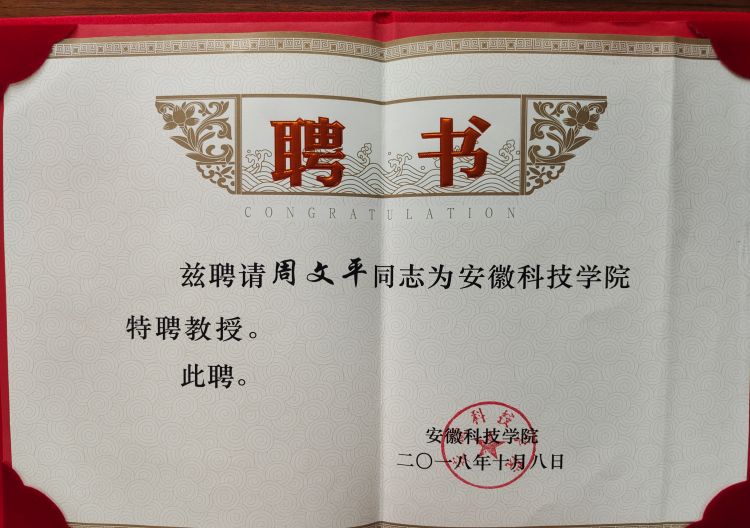 聘书
CONGRATULATION
兹聘请周文平同志为安徽科技学院
特聘教授。
此聘。
安徽科技学院
二〇一八年十月八日